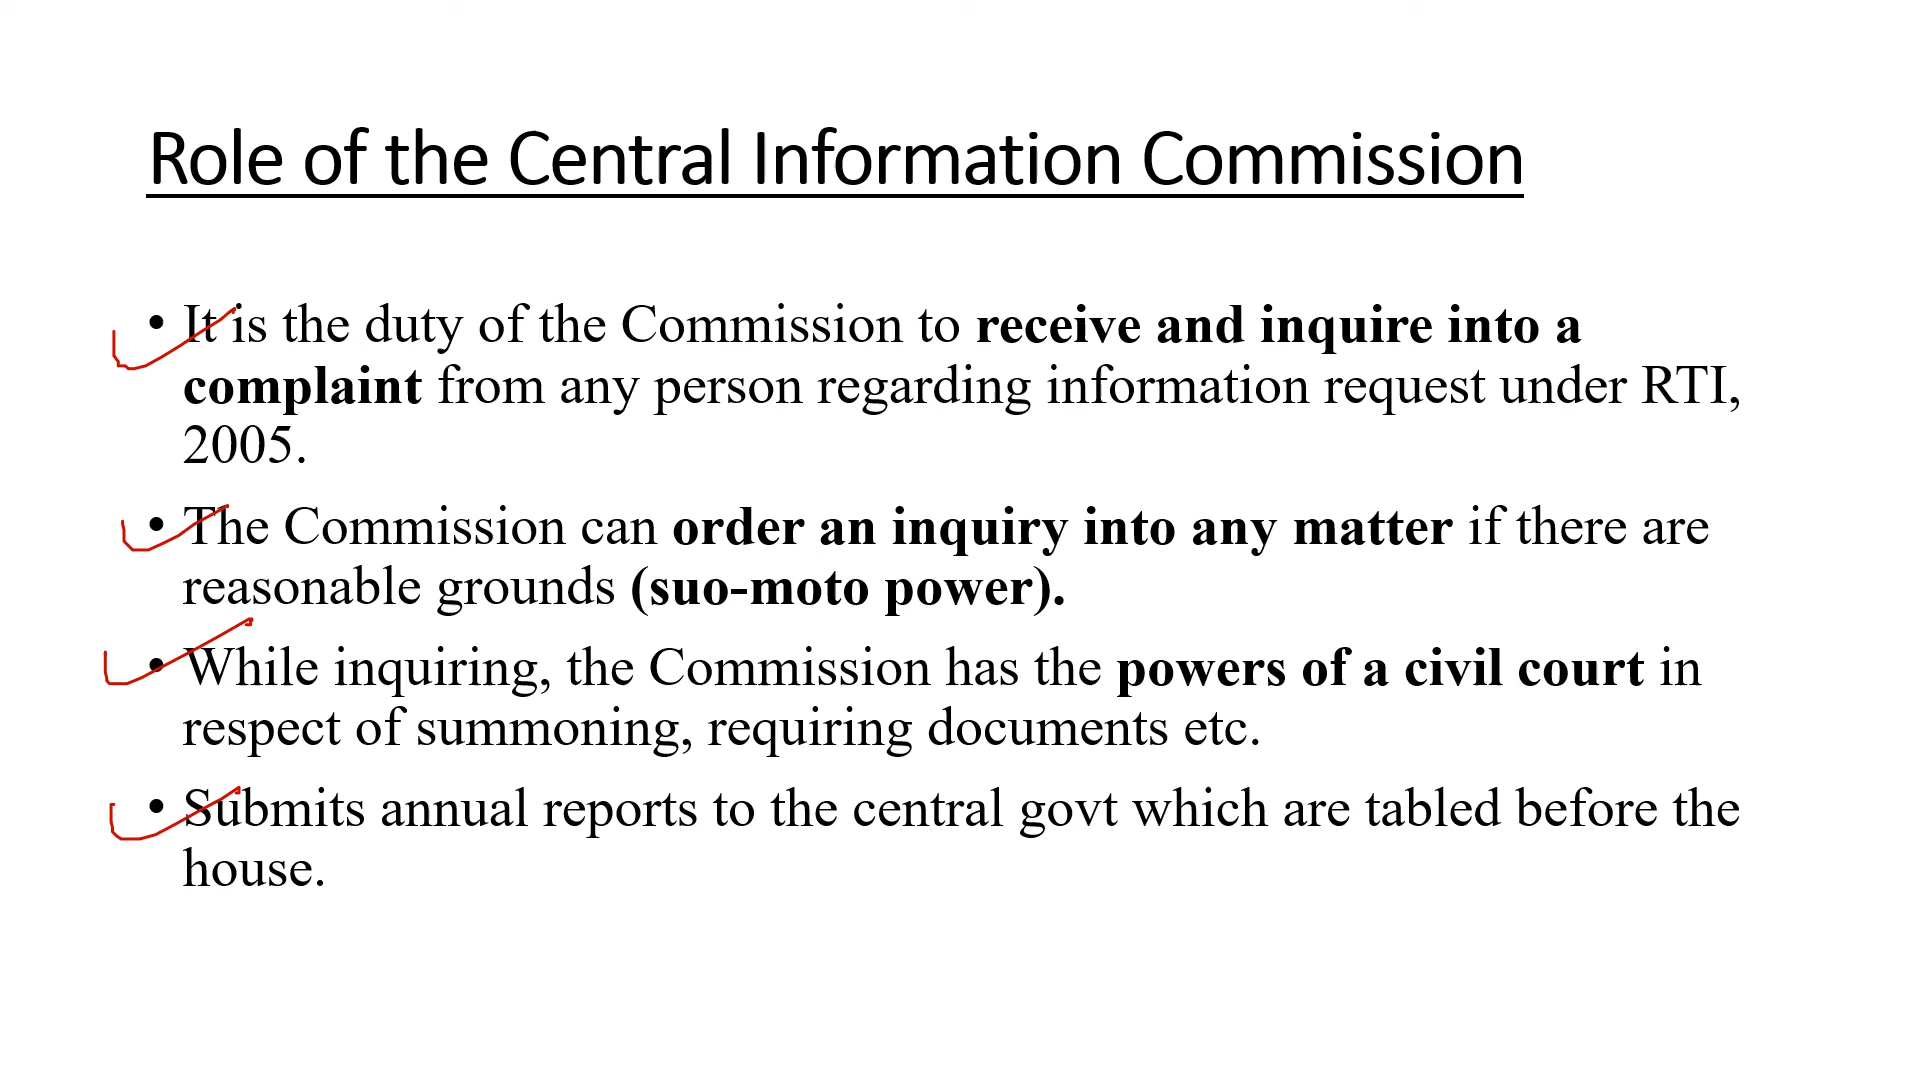 Role of the Central Information Commission
• It is the duty of the Commission to receive and inquire into a
complaint from any person regarding information request under RTI,
2005.
• The Commission can order an inquiry into any matter if there are
reasonable grounds (suo-moto power).
• While inquiring, the Commission has the powers of a civil court in
respect of summoning, requiring documents etc.
• Submits annual reports to the central govt which are tabled before the
house.